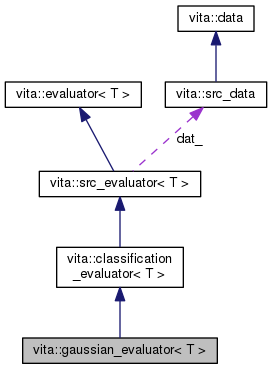 vita::data
vita::evaluator< T >
vita::src_data
dat_
vita::src_evaluator< T >
vita::classification
_evaluator< T >
vita::gaussian_evaluator< T >